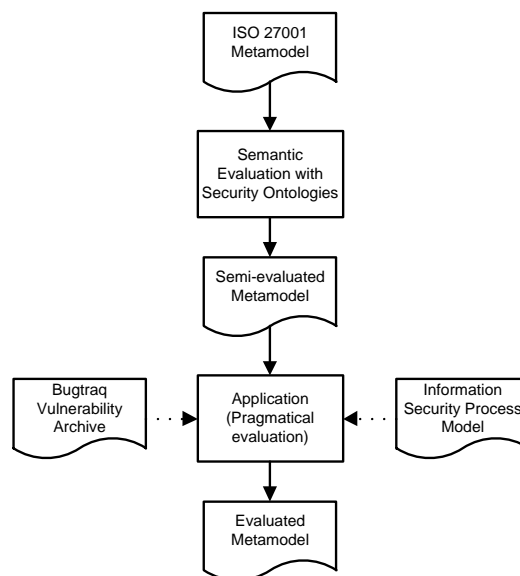 ISO 27001
Metamodel
Semantic
Evaluation with
Security Ontologies
Semi-evaluated
Metamodel
Bugtraq
Vulnerability
Archive
Application
(Pragmatical
evaluation)
Information
Security Process
Model
Evaluated
Metamodel